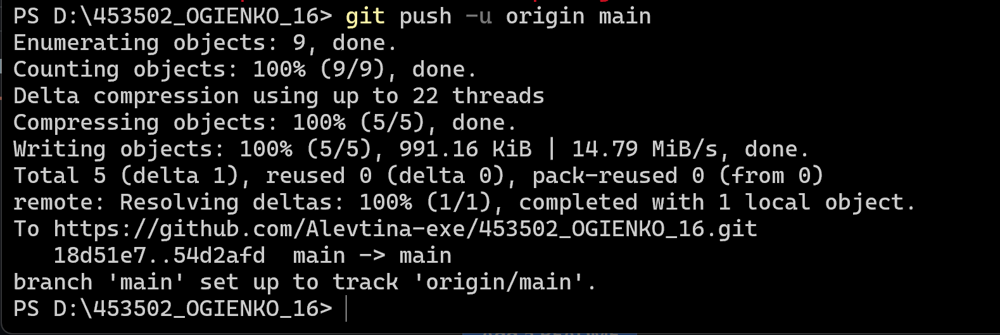 PS D:\453502_OGIENKO_16> git push -u origin main
Enumerating objects: 9, done.
Counting objects: 100% (9/9), done.
Delta compression using up to 22 threads
Compressing objects: 100% (5/5), done.
Writing objects: 100% (5/5), 991.16 KiB | 14.79 MiB/s, done.
Total 5 (delta 1), reused 0 (delta 0), pack-reused 0 (from 0)
remote: Resolving deltas: 100% (1/1), completed with 1 local object.
To https://github.com/Alevtina-exe/453502_OGIENKO_16.git
   18d51e7..54d2afd  main -> main
branch 'main' set up to track 'origin/main'.
PS D:\453502_OGIENKO_16>